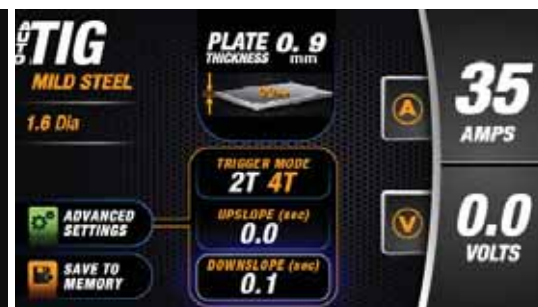 AUTO TIG
MILD STEEL
1.6 Dia
PLATE THICKNESS 0.9 mm
A
35
AMPS
TRIGGER MODE
2T 4T
UPSLOPE (sec)
0.0
DOWNSLOPE (sec)
0.1
ADVANCED SETTINGS
SAVE TO MEMORY
V
0.0
VOLTS